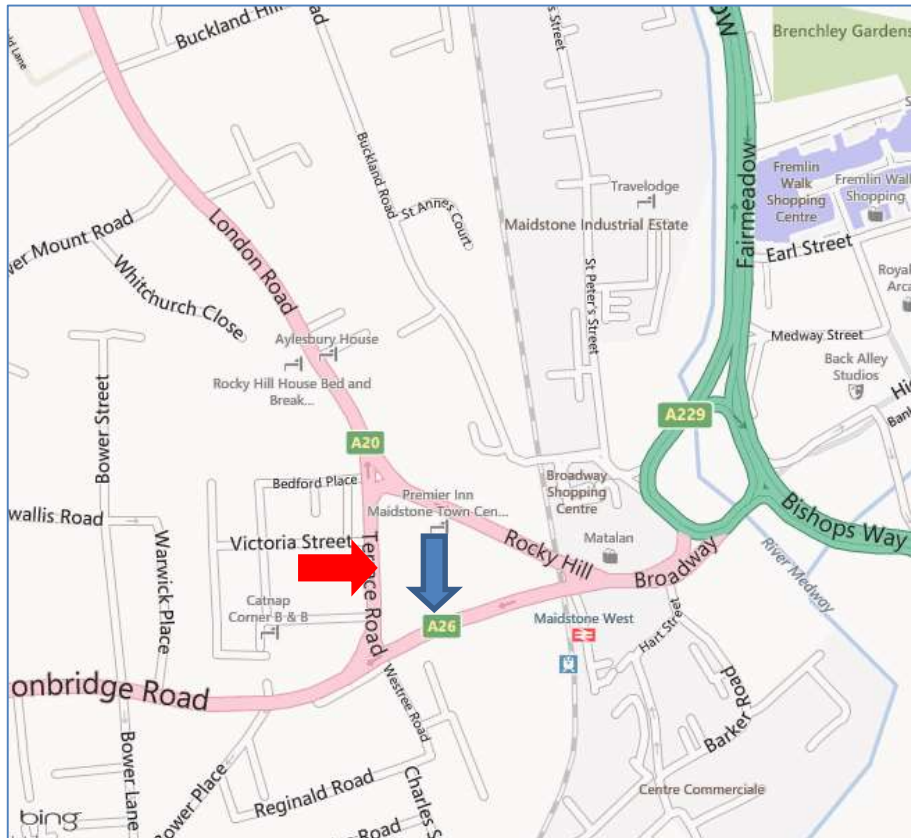 Buckland Hill
Brenchley Gardens
Buckland Road
Street
St Annes Court
Travelodge
Maidstone Industrial Estate
St Peter's Street
Fremlin
Walk
Shopping
Centre
Fremlin Wal
Shopping
Fairmeadow
Earl Street
Royal
Arca
Medway Street
Back Alley
Studios
London Road
wer Mount Road
Whitchurch Close
Aylesbury House
Rocky Hill House Bed and
Break...
Bower Street
A20
A229
Bedford Place
Premier Inn
Maidstone Town Cen...
Broadway
Shopping
Centre
Matalan
Rocky Hill
Broadway
Bishops Way
River Medway
wallis Road
Warwick Place
Victoria Street
Terrace Road
Catnap
Corner B & B
A26
Maidstone West
Hart Street
onbridge Road
Westree Road
Barker Road
Bower Lane
Bower Place
Reginald Road
Charles S
Centre Commerciale
Road
bing